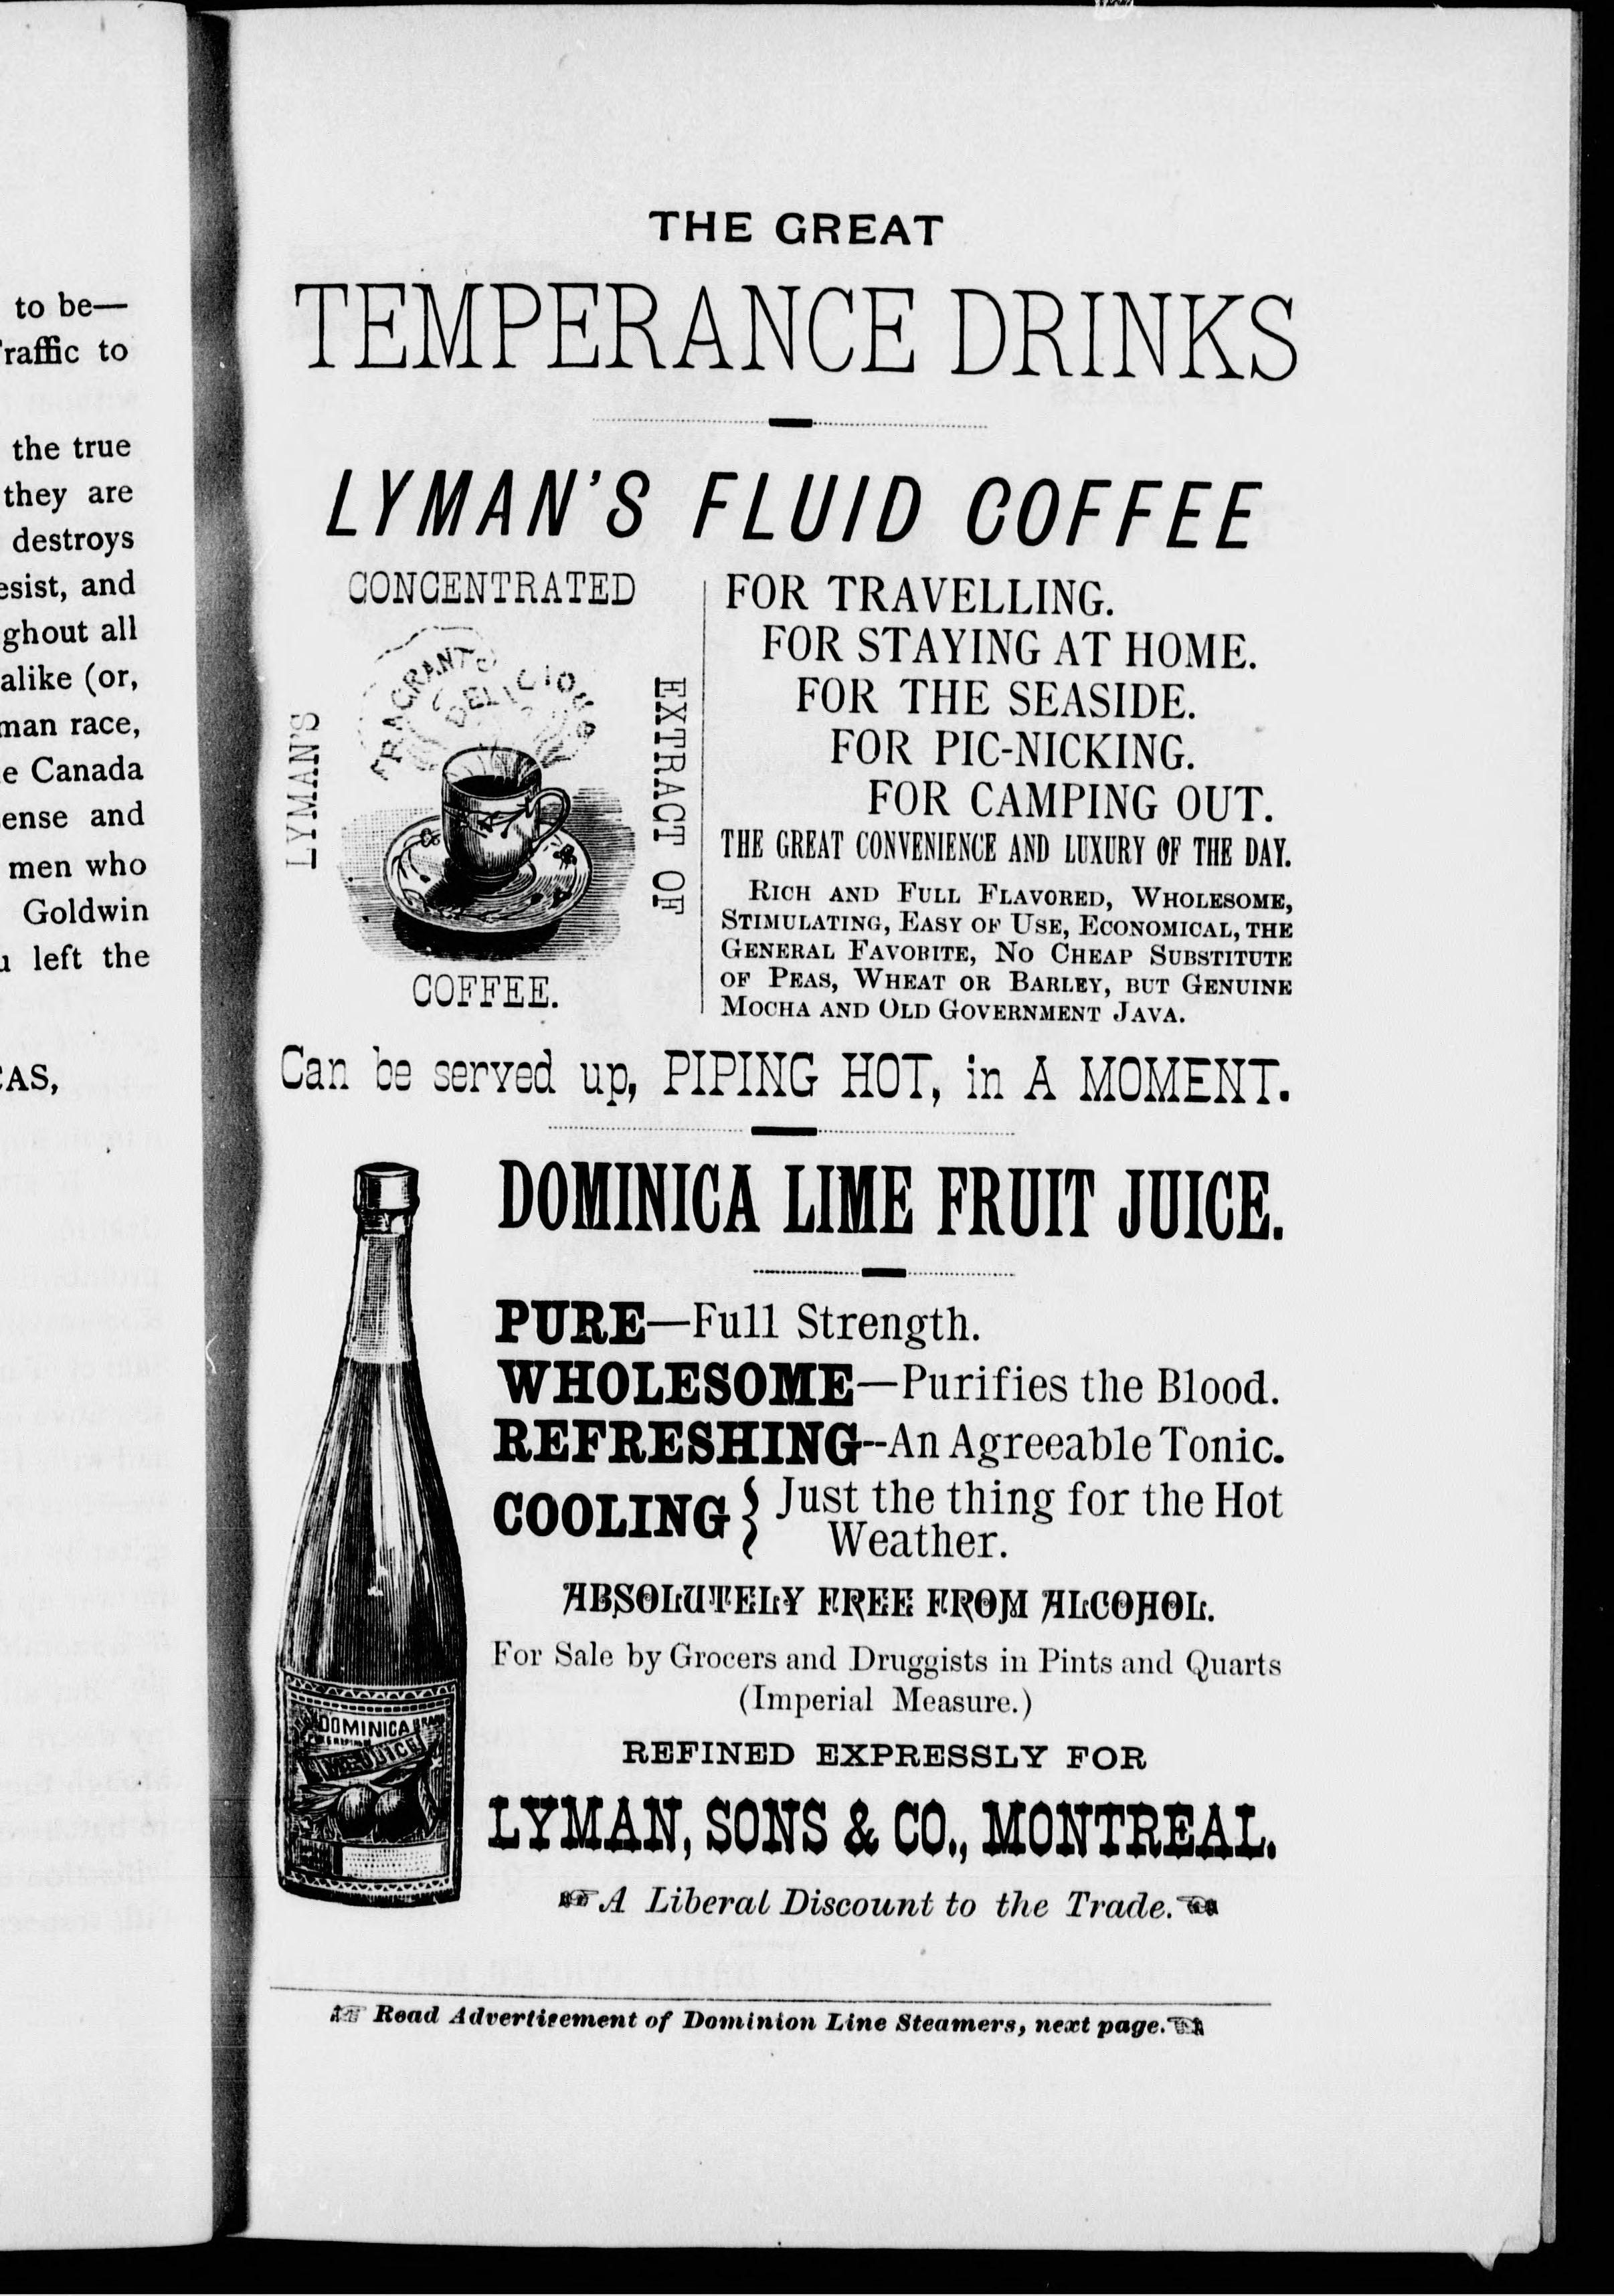 to be—
raffic to
the true
they are
destroys
esist, and
ghout all
alike (or,
man race,
e Canada
ense and
men who
Goldwin
left the
AS,
THE GREAT
TEMPERANCE DRINKS
LYMAN'S FLUID COFFEE
CONCENTRATED
LYMAN'S
FRAGRANT
DELICIOUS
EXTRACT OF
COFFEE.
FOR TRAVELLING.
FOR STAYING AT HOME.
FOR THE SEASIDE.
FOR PIC-NICKING.
FOR CAMPING OUT.
THE GREAT CONVENIENCE AND LUXURY OF THE DAY.
RICH AND FULL FLAVORED, WHOLESOME,
STIMULATING, EASY OF USE, ECONOMICAL, THE
GENERAL FAVORITE, NO CHEAP SUBSTITUTE
OF PEAS, WHEAT OR BARLEY, BUT GENUINE
MOCHA AND OLD GOVERNMENT JAVA.
Can be served up, PIPING HOT, in A MOMENT.
DOMINICA LIME FRUIT JUICE.
PURE—Full Strength.
WHOLESOME—Purifies the Blood.
REFRESHING--An Agreeable Tonic.
COOLING } Just the thing for the Hot
Weather.
ABSOLUTELY FREE FROM ALCOHOL.
For Sale by Grocers and Druggists in Pints and Quarts
(Imperial Measure.)
DOMINICA
LIME JUICE
REFINED EXPRESSLY FOR
LYMAN, SONS & CO., MONTREAL.
☞ A Liberal Discount to the Trade. ☜
☞ Read Advertisement of Dominion Line Steamers, next page. ☜